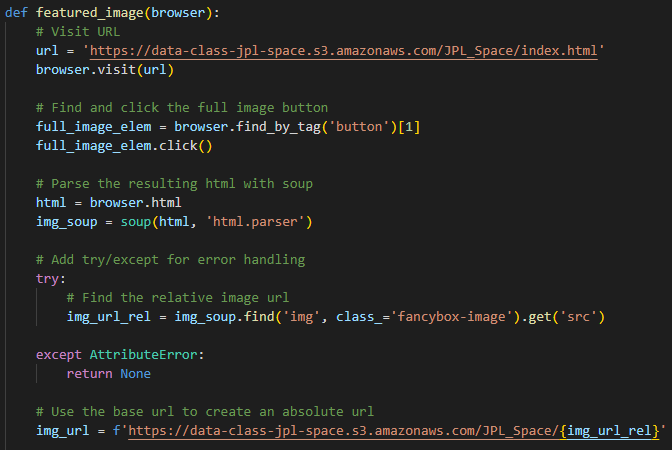 def featured_image(browser):
    # Visit URL
    url = 'https://data-class-jpl-space.s3.amazonaws.com/JPL_Space/index.html'
    browser.visit(url)

    # Find and click the full image button
    full_image_elem = browser.find_by_tag('button')[1]
    full_image_elem.click()

    # Parse the resulting html with soup
    html = browser.html
    img_soup = soup(html, 'html.parser')

    # Add try/except for error handling
    try:
        # Find the relative image url
        img_url_rel = img_soup.find('img', class_='fancybox-image').get('src')

    except AttributeError:
        return None

    # Use the base url to create an absolute url
    img_url = f'https://data-class-jpl-space.s3.amazonaws.com/JPL_Space/{img_url_rel}'